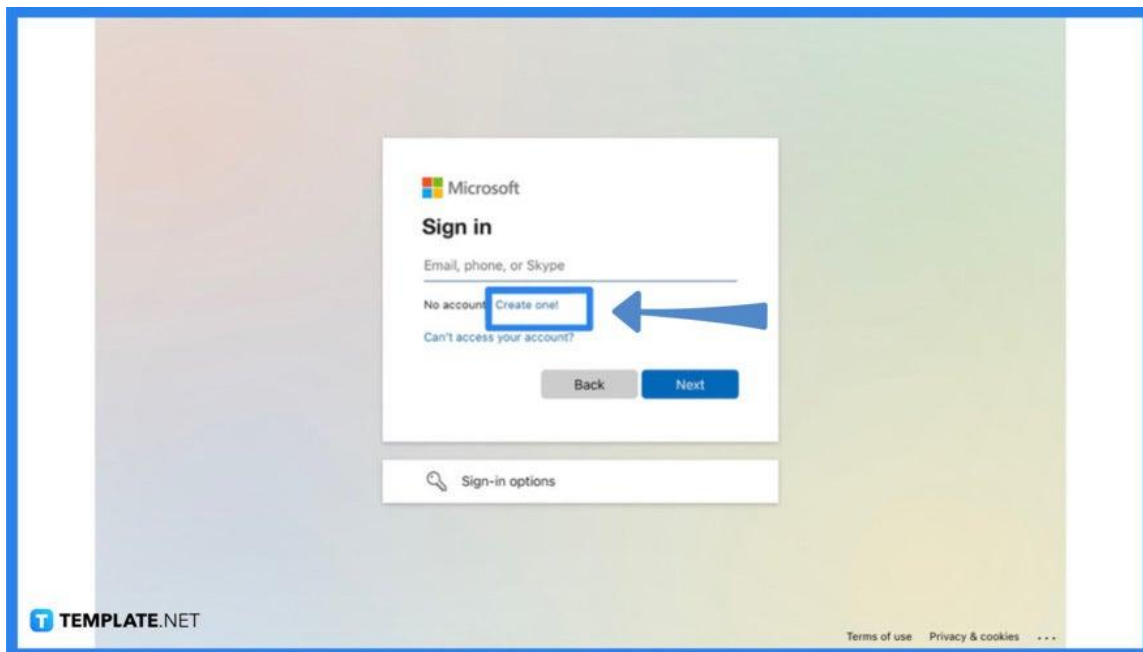 Microsoft
Sign in
Email, phone, or Skype
No account Create one!
Can't access your account?
Back Next
Sign-in options
T TEMPLATE.NET
Terms of use Privacy & cookies ...